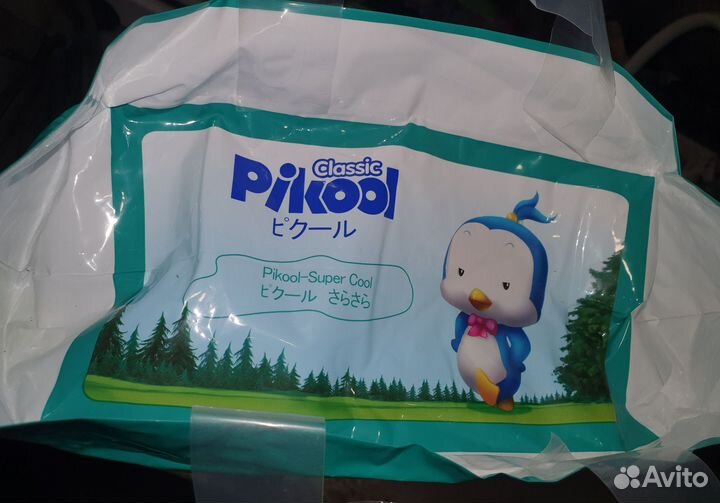 Classic
Pikool
ピクール
Pikool-Super Cool
ピクール さらさら
Avito